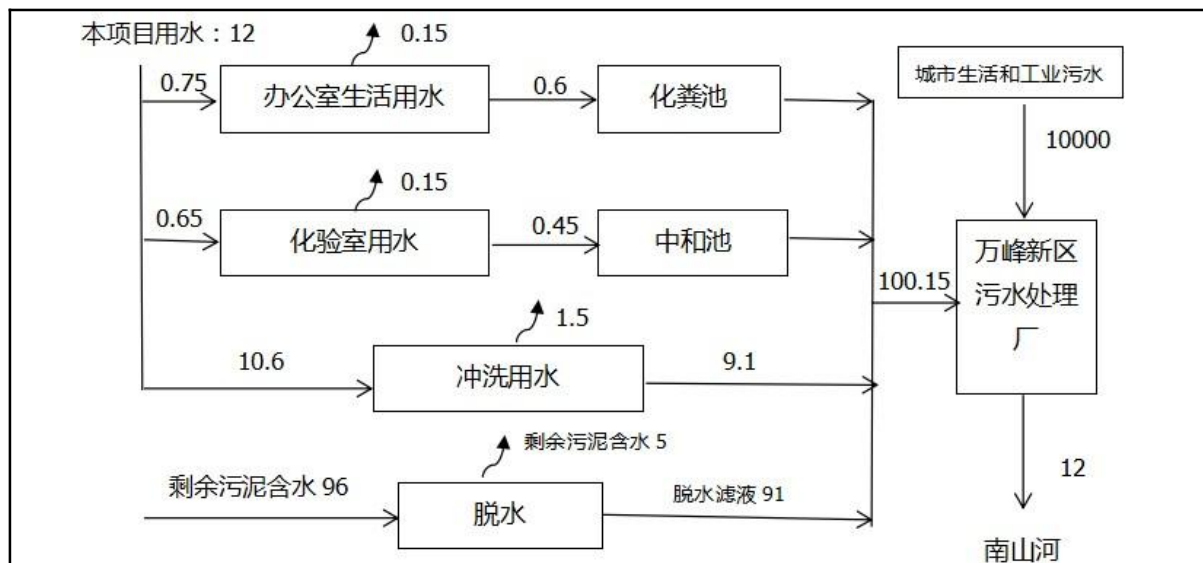 本项目用水：12
0.15
0.75
办公室生活用水
0.6
化粪池
城市生活和工业污水
10000
0.15
0.65
化验室用水
0.45
中和池
万峰新区
污水处理
厂
100.15
1.5
10.6
冲洗用水
9.1
剩余污泥含水 5
剩余污泥含水 96
脱水
脱水滤液 91
12
南山河